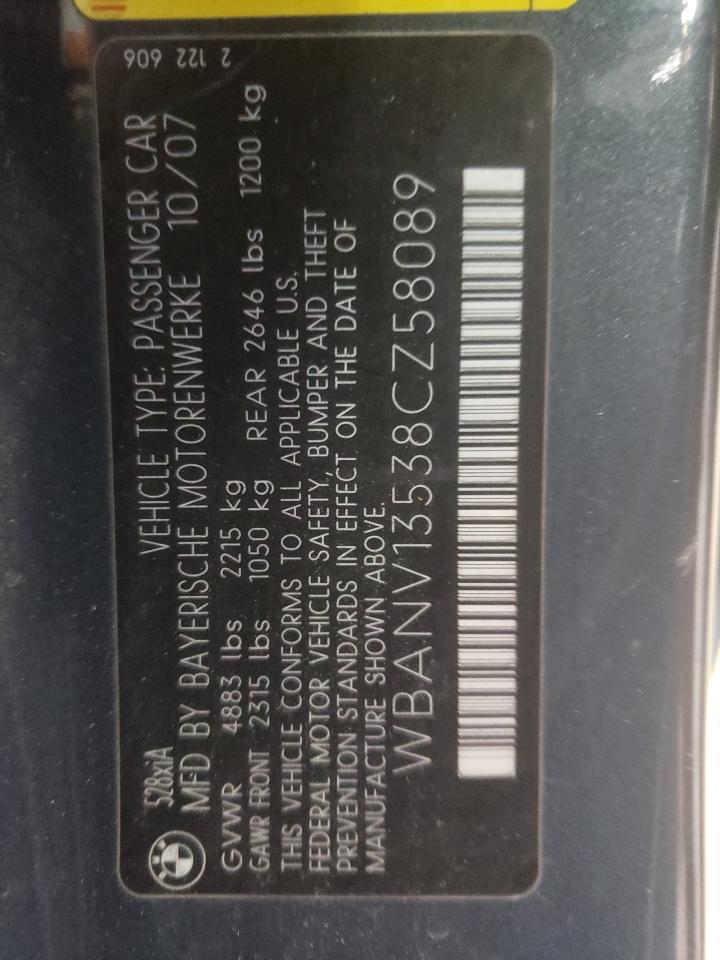 2 122 606
528xiA VEHICLE TYPE: PASSENGER CAR
MFD BY BAYERISCHE MOTORENWERKE 10/07
GVWR 4883 lbs 2215 kg
GAWR FRONT 2315 lbs 1050 kg REAR 2646 lbs 1200 kg
THIS VEHICLE CONFORMS TO ALL APPLICABLE U.S.
FEDERAL MOTOR VEHICLE SAFETY, BUMPER AND THEFT
PREVENTION STANDARDS IN EFFECT ON THE DATE OF
MANUFACTURE SHOWN ABOVE.
WBANV13538CZ58089